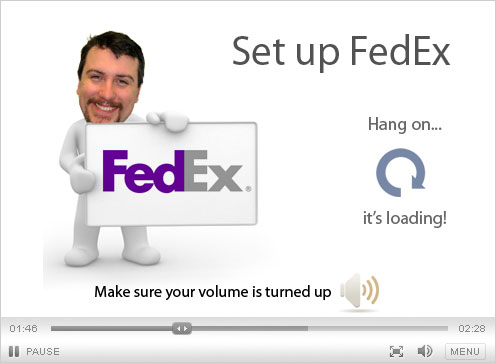 Set up FedEx
Hang on...
FedEx®
it's loading!
Make sure your volume is turned up
01:46
02:28
PAUSE
MENU